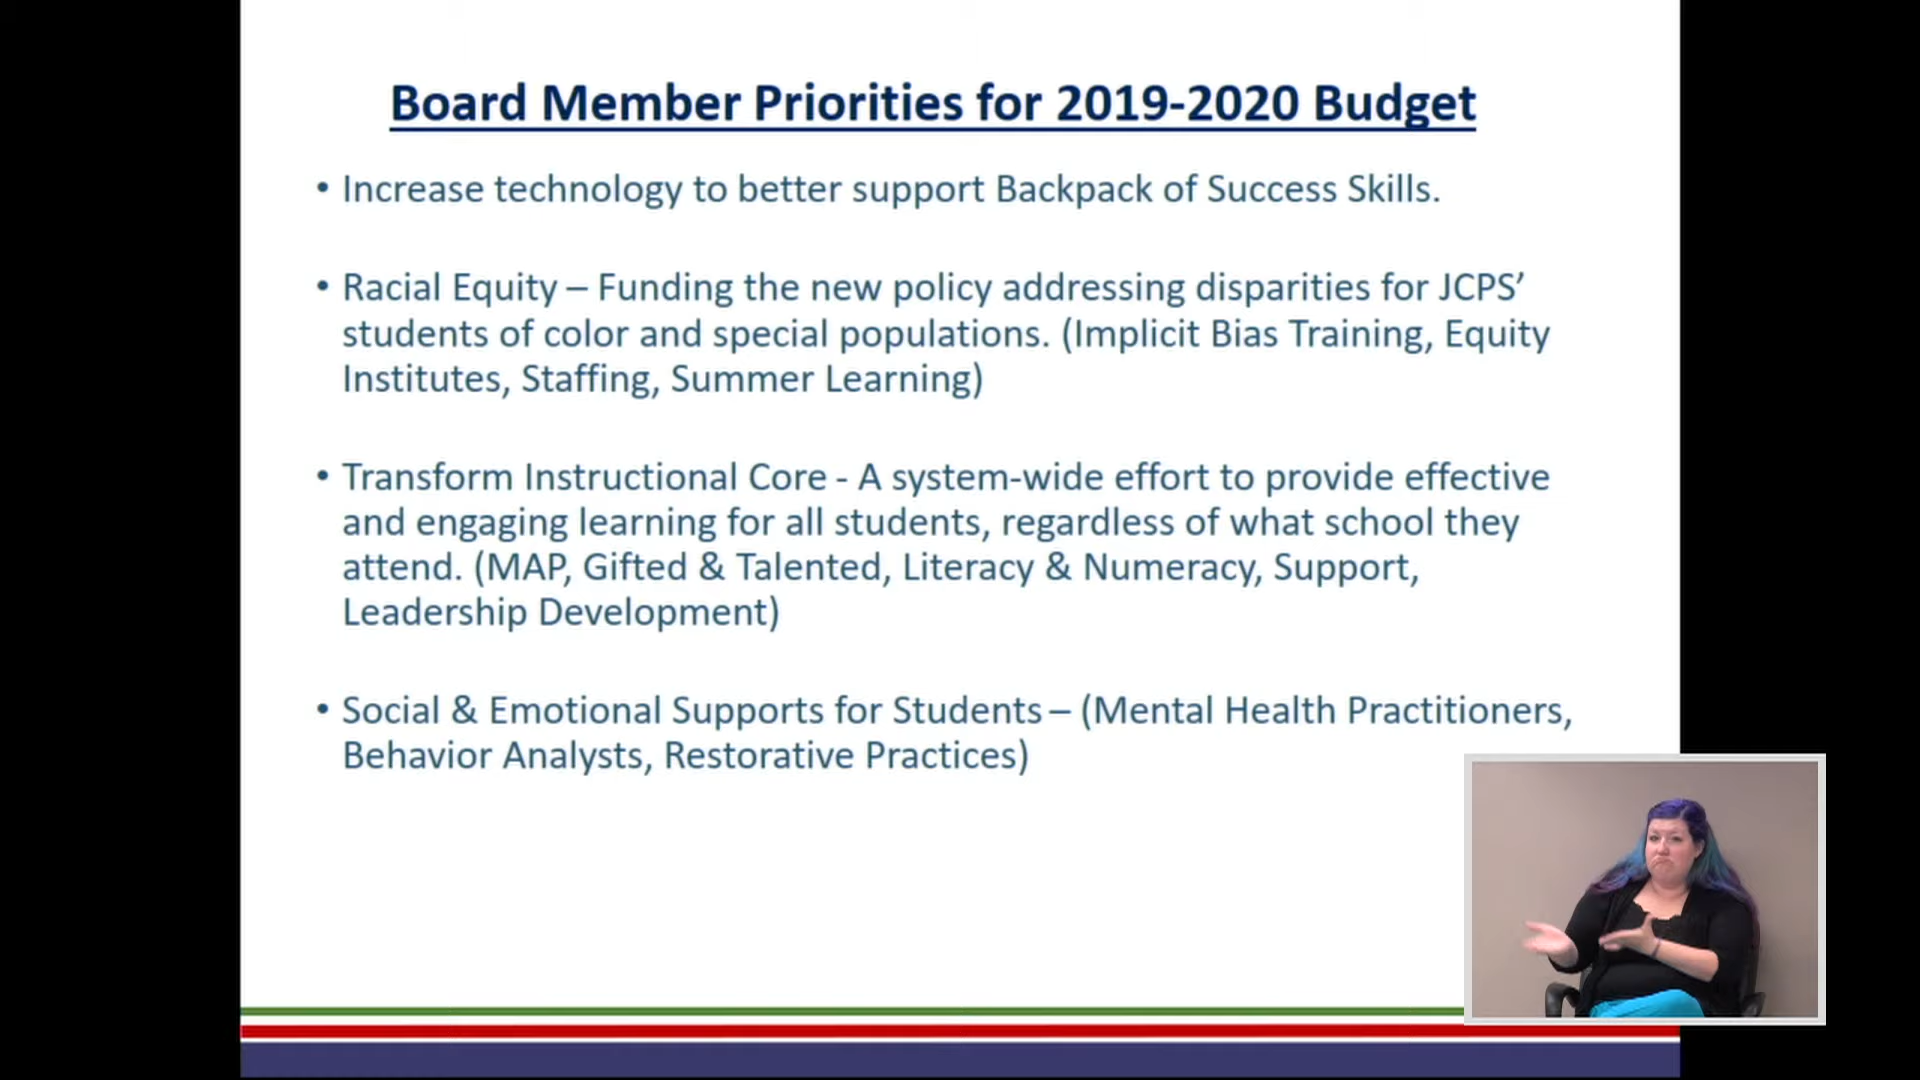 Board Member Priorities for 2019-2020 Budget
• Increase technology to better support Backpack of Success Skills.
• Racial Equity – Funding the new policy addressing disparities for JCPS’
students of color and special populations. (Implicit Bias Training, Equity
Institutes, Staffing, Summer Learning)
• Transform Instructional Core - A system-wide effort to provide effective
and engaging learning for all students, regardless of what school they
attend. (MAP, Gifted & Talented, Literacy & Numeracy, Support,
Leadership Development)
• Social & Emotional Supports for Students – (Mental Health Practitioners,
Behavior Analysts, Restorative Practices)